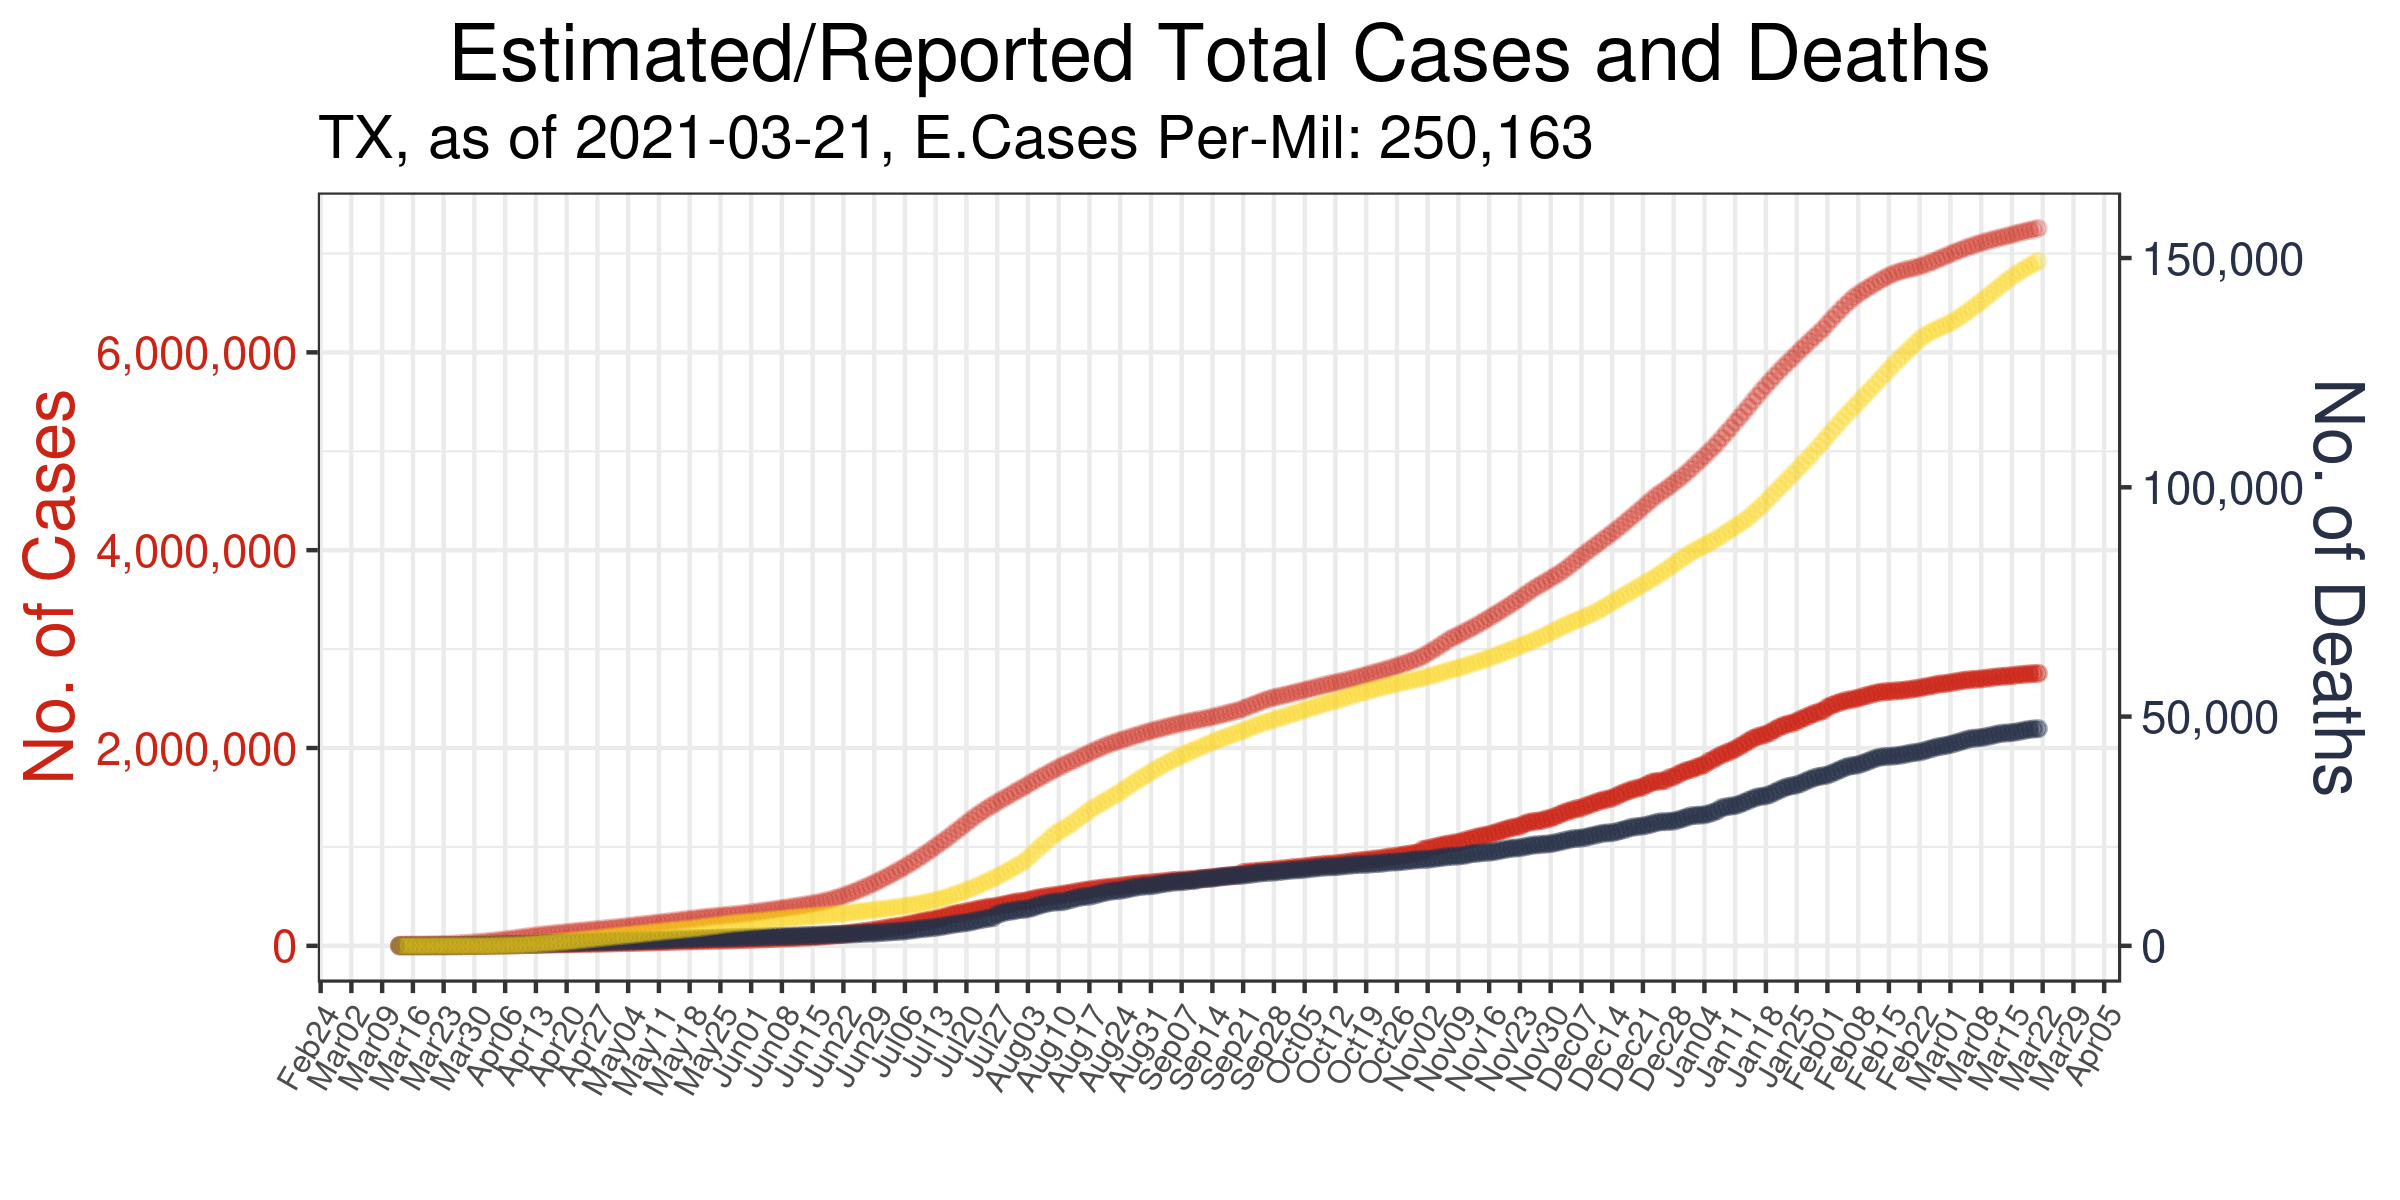 Estimated/Reported Total Cases and Deaths
TX, as of 2021-03-21, E.Cases Per-Mil: 250,163
No. of Cases
6,000,000
4,000,000
2,000,000
0
150,000
100,000
50,000
0
No. of Deaths
Feb24
Mar02
Mar09
Mar16
Mar23
Mar30
Apr06
Apr13
Apr20
Apr27
May04
May11
May18
May25
Jun01
Jun08
Jun15
Jun22
Jun29
Jul06
Jul13
Jul20
Jul27
Aug03
Aug10
Aug17
Aug24
Aug31
Sep07
Sep14
Sep21
Sep28
Oct05
Oct12
Oct19
Oct26
Nov02
Nov09
Nov16
Nov23
Nov30
Dec07
Dec14
Dec21
Dec28
Jan04
Jan11
Jan18
Jan25
Feb01
Feb08
Feb15
Feb22
Mar01
Mar08
Mar15
Mar22
Mar29
Apr05